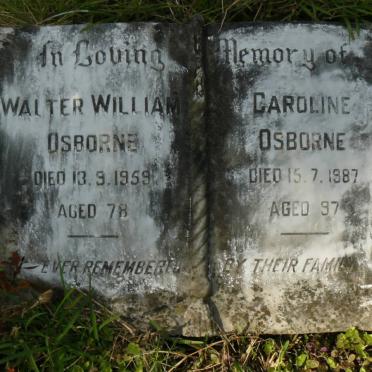 In Loving Memory of
WALTER WILLIAM
OSBORNE
DIED 13.9.1959
AGED 78
CAROLINE
OSBORNE
DIED 15.7.1987
AGED 97
EVER REMEMBERED BY THEIR FAMILY